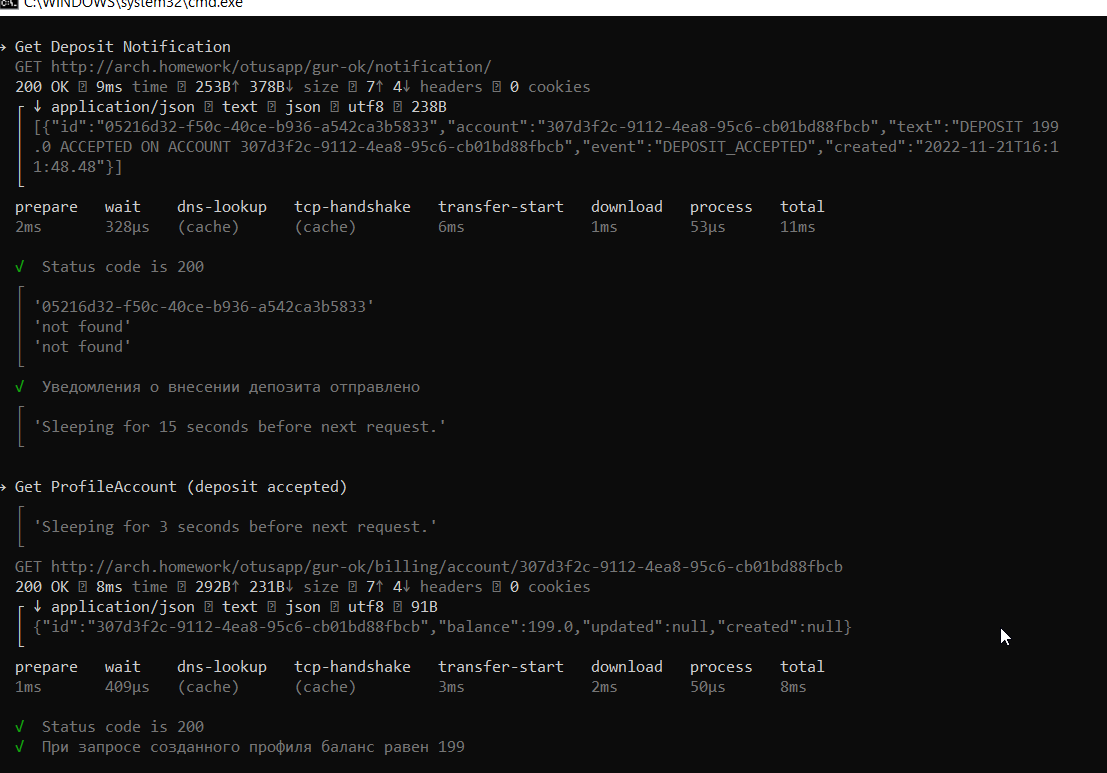 C:\WINDOWS\system32\cmd.exe
→ Get Deposit Notification
GET http://arch.homework/otusapp/gur-ok/notification/
200 OK ⍰ 9ms time ⍰ 253B↑ 378B↓ size ⍰ 7↑ 4↓ headers ⍰ 0 cookies
↓ application/json ⍰ text ⍰ json ⍰ utf8 ⍰ 238B
[{"id":"05216d32-f50c-40ce-b936-a542ca3b5833","account":"307d3f2c-9112-4ea8-95c6-cb01bd88fbcb","text":"DEPOSIT 199
.0 ACCEPTED ON ACCOUNT 307d3f2c-9112-4ea8-95c6-cb01bd88fbcb","event":"DEPOSIT_ACCEPTED","created":"2022-11-21T16:1
1:48.48"}]
prepare wait dns-lookup tcp-handshake transfer-start download process total
2ms 328µs (cache) (cache) 6ms 1ms 53µs 11ms
√ Status code is 200
'05216d32-f50c-40ce-b936-a542ca3b5833'
'not found'
'not found'
√ Уведомления о внесении депозита отправлено
'Sleeping for 15 seconds before next request.'
→ Get ProfileAccount (deposit accepted)
'Sleeping for 3 seconds before next request.'
GET http://arch.homework/otusapp/gur-ok/billing/account/307d3f2c-9112-4ea8-95c6-cb01bd88fbcb
200 OK ⍰ 8ms time ⍰ 292B↑ 231B↓ size ⍰ 7↑ 4↓ headers ⍰ 0 cookies
↓ application/json ⍰ text ⍰ json ⍰ utf8 ⍰ 91B
{"id":"307d3f2c-9112-4ea8-95c6-cb01bd88fbcb","balance":199.0,"updated":null,"created":null}
prepare wait dns-lookup tcp-handshake transfer-start download process total
1ms 409µs (cache) (cache) 3ms 2ms 50µs 8ms
√ Status code is 200
√ При запросе созданного профиля баланс равен 199